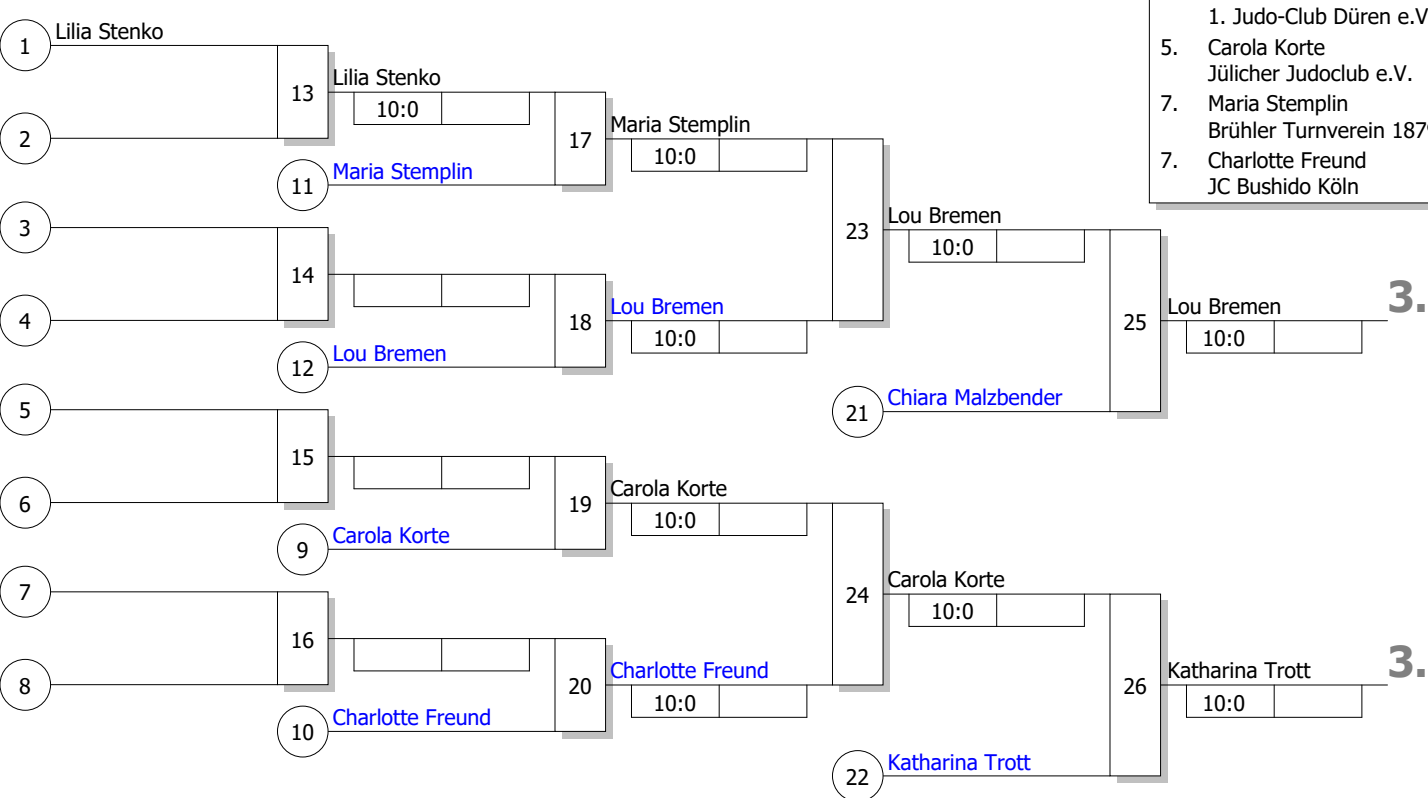 1. Judo-Club Düren e.V
5. Carola Korte
Jülicher Judoclub e.V.
7. Maria Stemplin
Brühler Turnverein 187
7. Charlotte Freund
JC Bushido Köln
1 Lilia Stenko
13 Lilia Stenko
10:0
2
17 Maria Stemplin
10:0
11 Maria Stemplin
3
23 Lou Bremen
10:0
14
4
18 Lou Bremen
10:0
3.
25 Lou Bremen
10:0
12 Lou Bremen
21 Chiara Malzbender
5
15
6
19 Carola Korte
10:0
9 Carola Korte
7
24 Carola Korte
10:0
16
8
20 Charlotte Freund
10:0
3.
26 Katharina Trott
10:0
10 Charlotte Freund
22 Katharina Trott